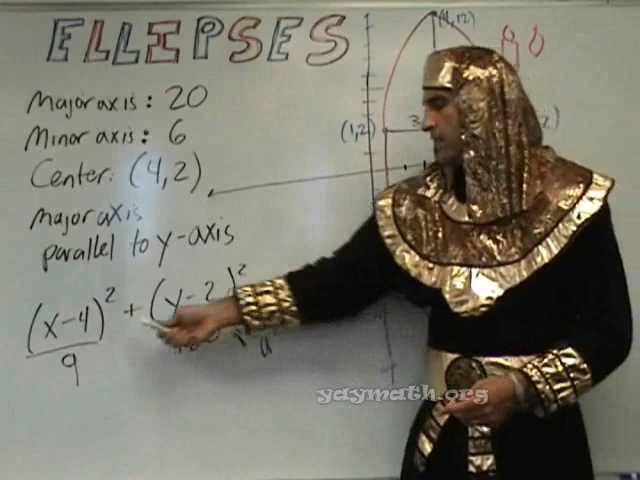 ELLIPSES
Major axis: 20
Minor axis: 6
Center: (4,2)
major axis
parallel to y-axis
(x-4)² + (y-2)²
9
(4,12)
(1,2)
3
yaymath.org